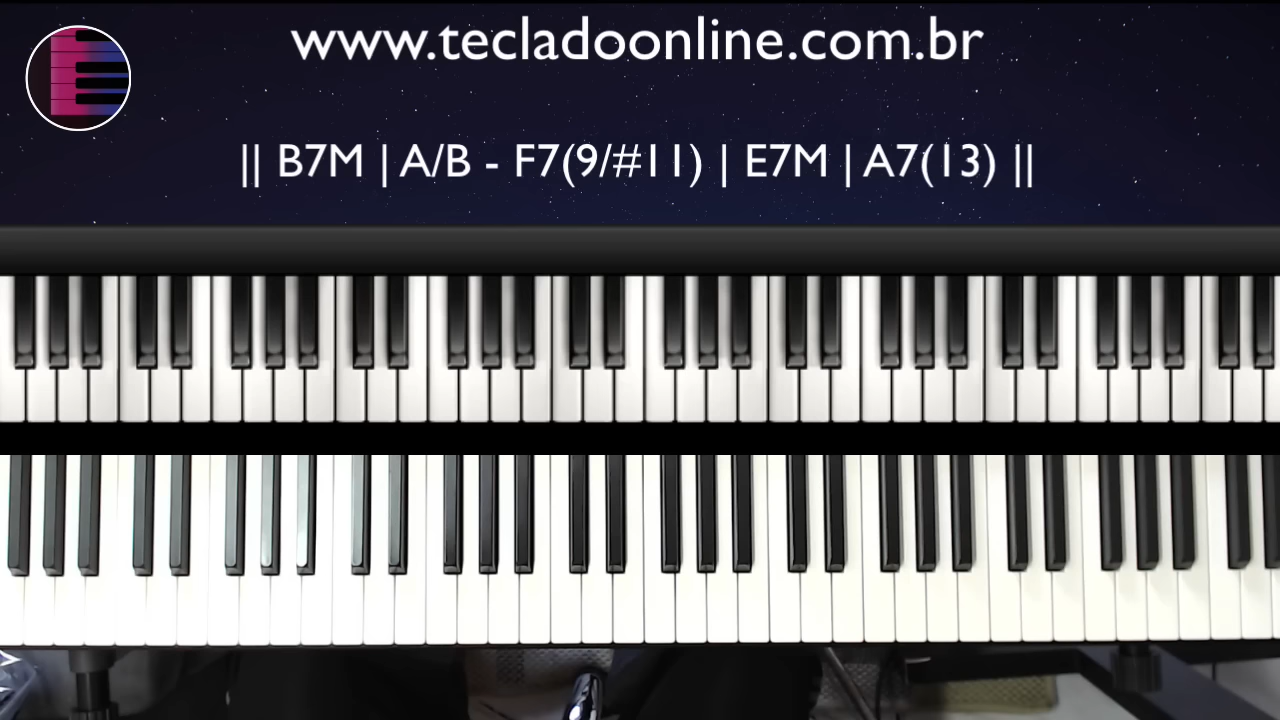 www.tecladoonline.com.br
|| B7M | A/B - F7(9/#11) | E7M | A7(13) ||